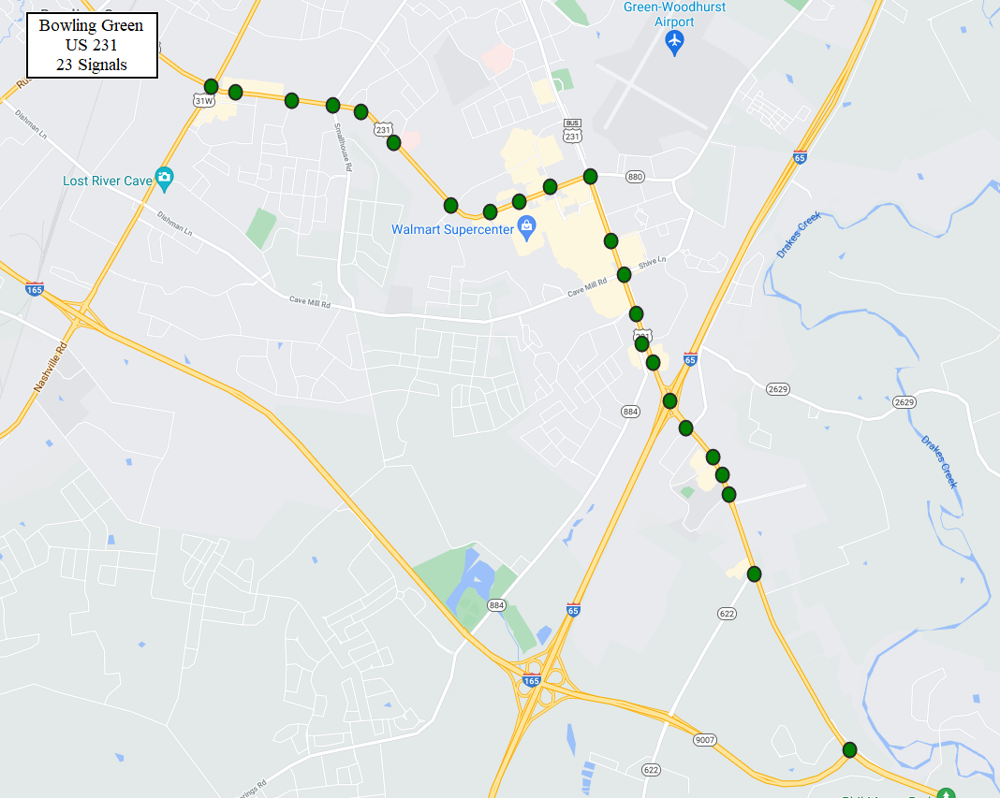 Bowling Green
US 231
23 Signals
Green-Woodhurst
Airport
31W
Dishman Ln
231
Smallhouse Rd
BUS
231
880
65
Lost River Cave
Dishman Ln
Walmart Supercenter
Drakes Creek
Shive Ln
Cave Mill Rd
165
Cave Mill Rd
65
Nashville Rd
2629
2629
884
Drakes Creek
884
65
622
165
9007
622